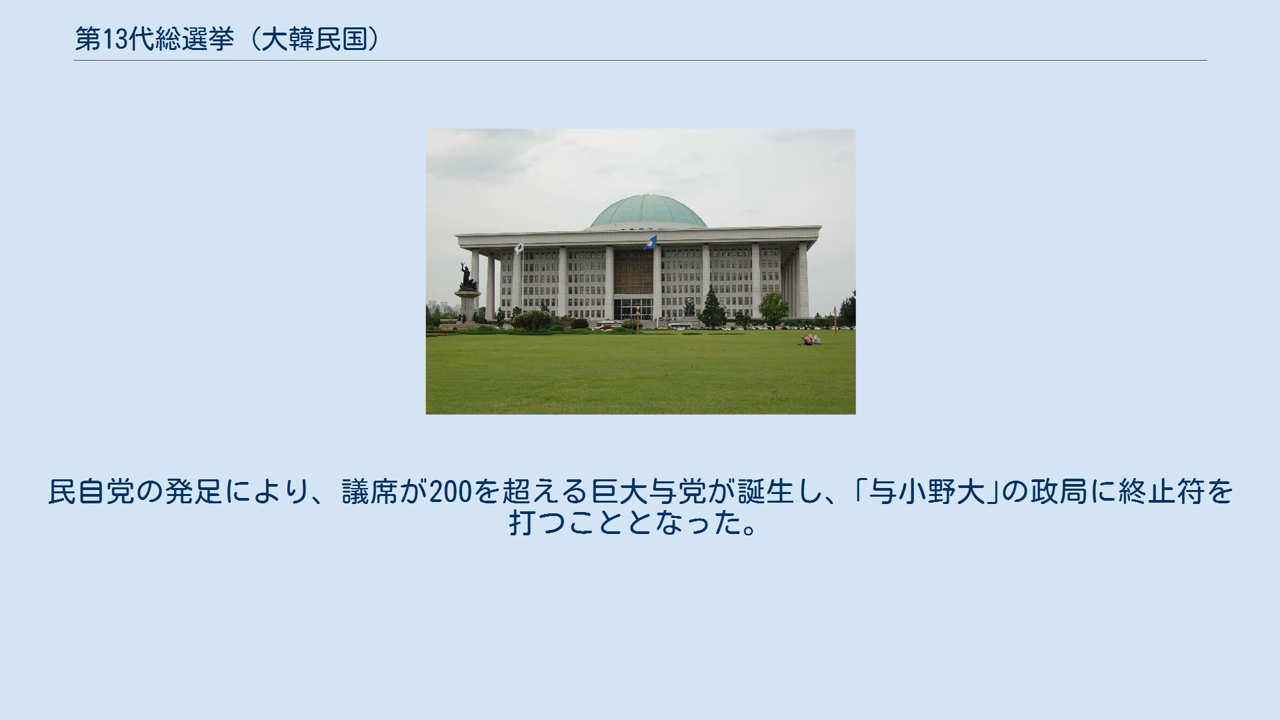 第13代総選挙（大韓民国）
民自党の発足により、議席が200を超える巨大与党が誕生し、「与小野大」の政局に終止符を
打つこととなった。